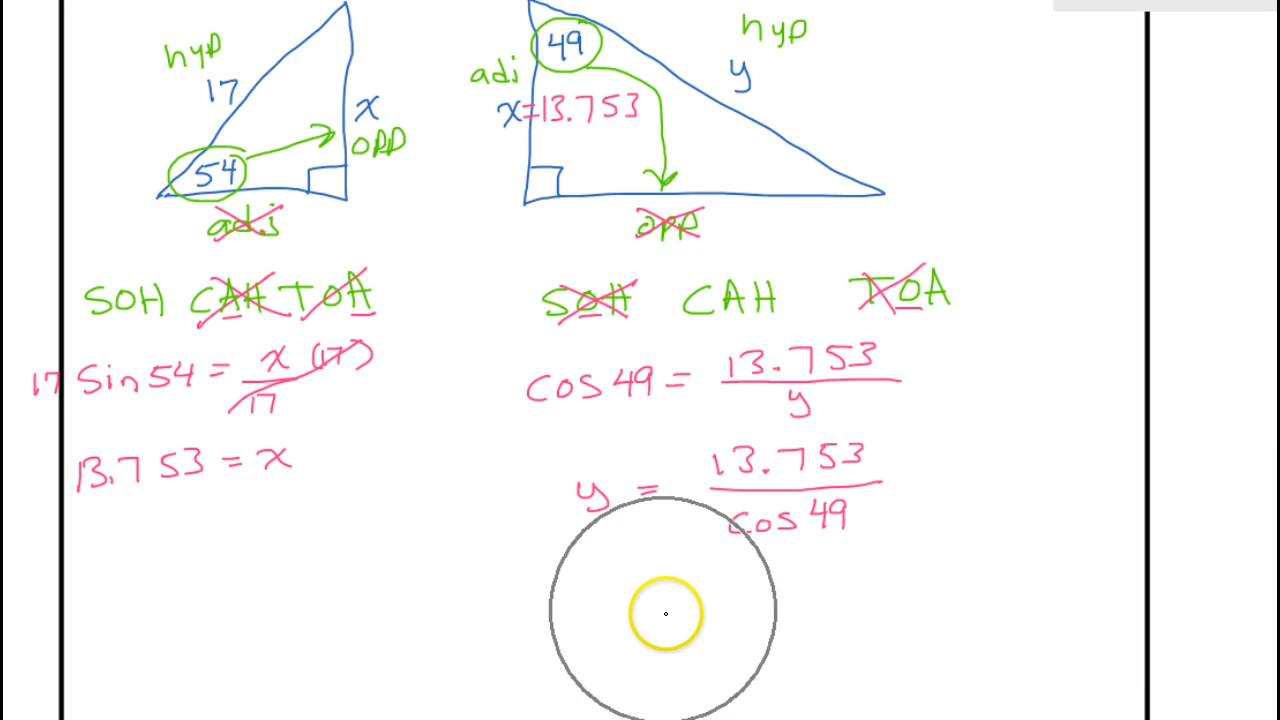 hyp
17
54
x
opp
adj
SOH CAH TOA
17 Sin 54 = x (17)
17
13.753 = x
49
hyp
y
adj
x = 13.753
opp
SOH CAH TOA
cos 49 = 13.753
y
y = 13.753
cos 49